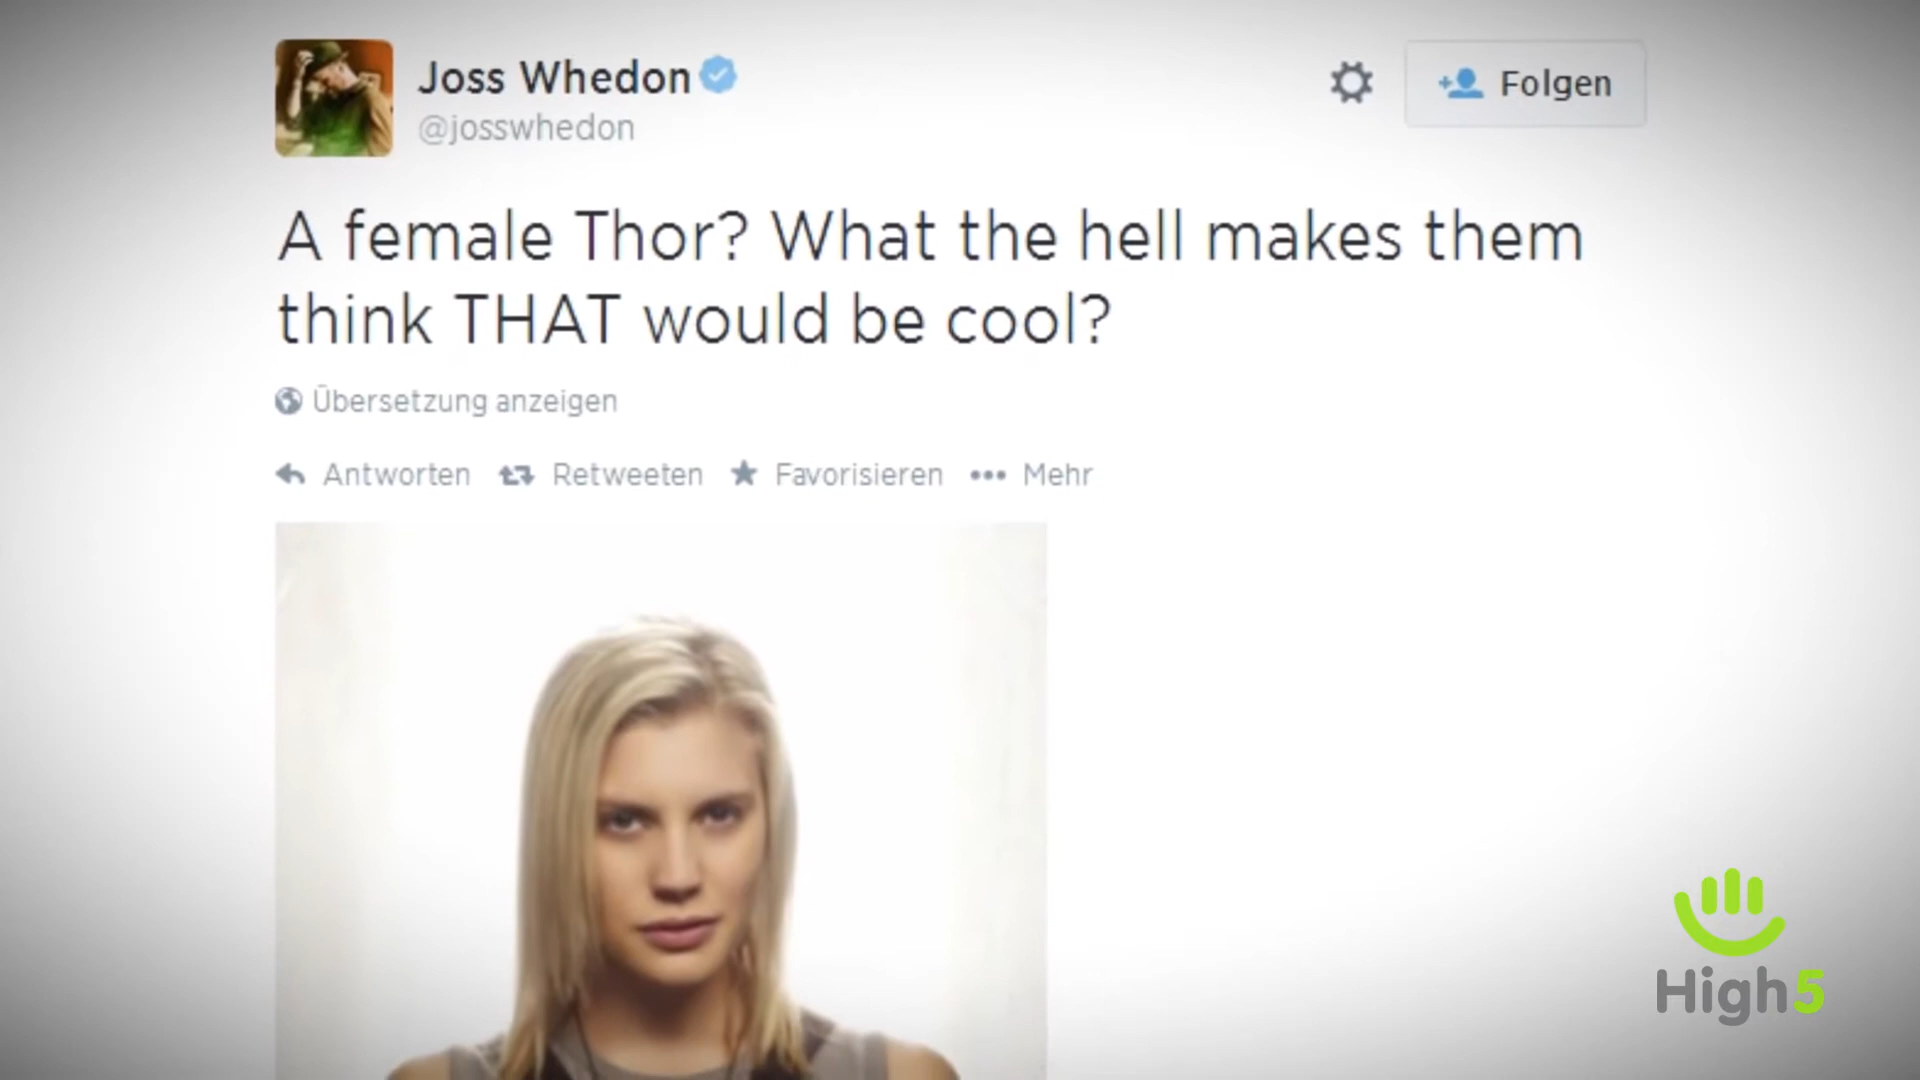 Joss Whedon
@josswhedon
Folgen
A female Thor? What the hell makes them
think THAT would be cool?
Übersetzung anzeigen
Antworten Retweeten Favorisieren Mehr
High5